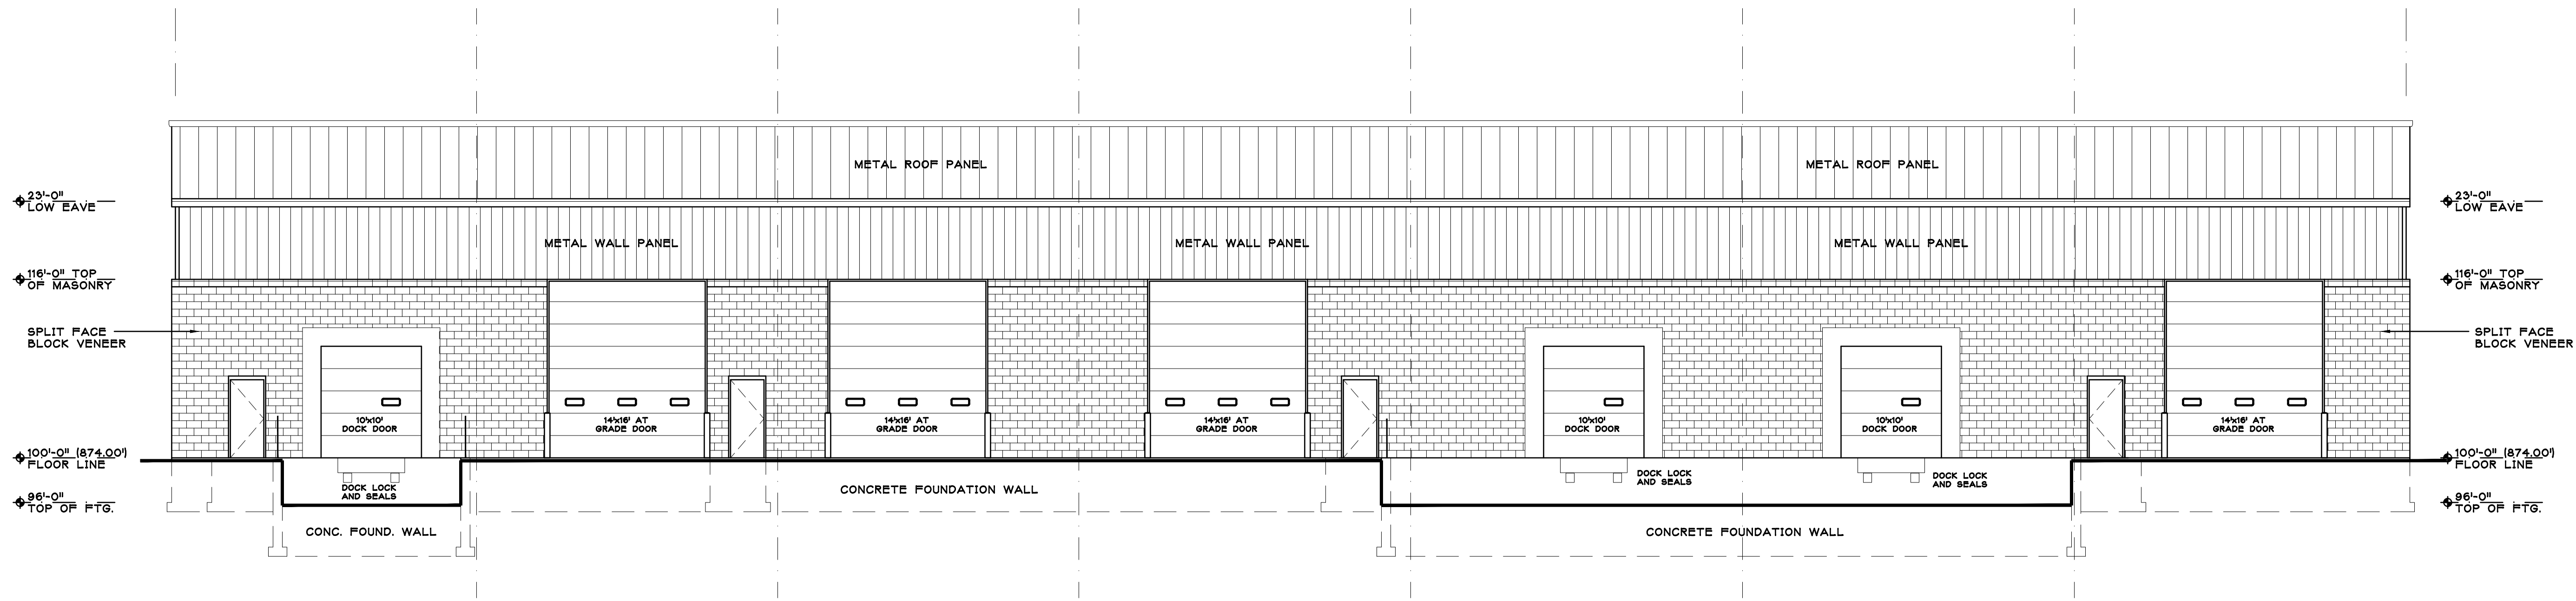 METAL ROOF PANEL
METAL ROOF PANEL
23'-0"
LOW EAVE
23'-0"
LOW EAVE
METAL WALL PANEL
METAL WALL PANEL
METAL WALL PANEL
116'-0" TOP
OF MASONRY
116'-0" TOP
OF MASONRY
SPLIT FACE
BLOCK VENEER
SPLIT FACE
BLOCK VENEER
10'x10'
DOCK DOOR
14'x16' AT
GRADE DOOR
14'x16' AT
GRADE DOOR
14'x16' AT
GRADE DOOR
10'x10'
DOCK DOOR
10'x10'
DOCK DOOR
14'x16' AT
GRADE DOOR
100'-0" (874.00')
FLOOR LINE
100'-0" (874.00')
FLOOR LINE
DOCK LOCK
AND SEALS
DOCK LOCK
AND SEALS
DOCK LOCK
AND SEALS
CONCRETE FOUNDATION WALL
96'-0"
TOP OF FTG.
96'-0"
TOP OF FTG.
CONC. FOUND. WALL
CONCRETE FOUNDATION WALL